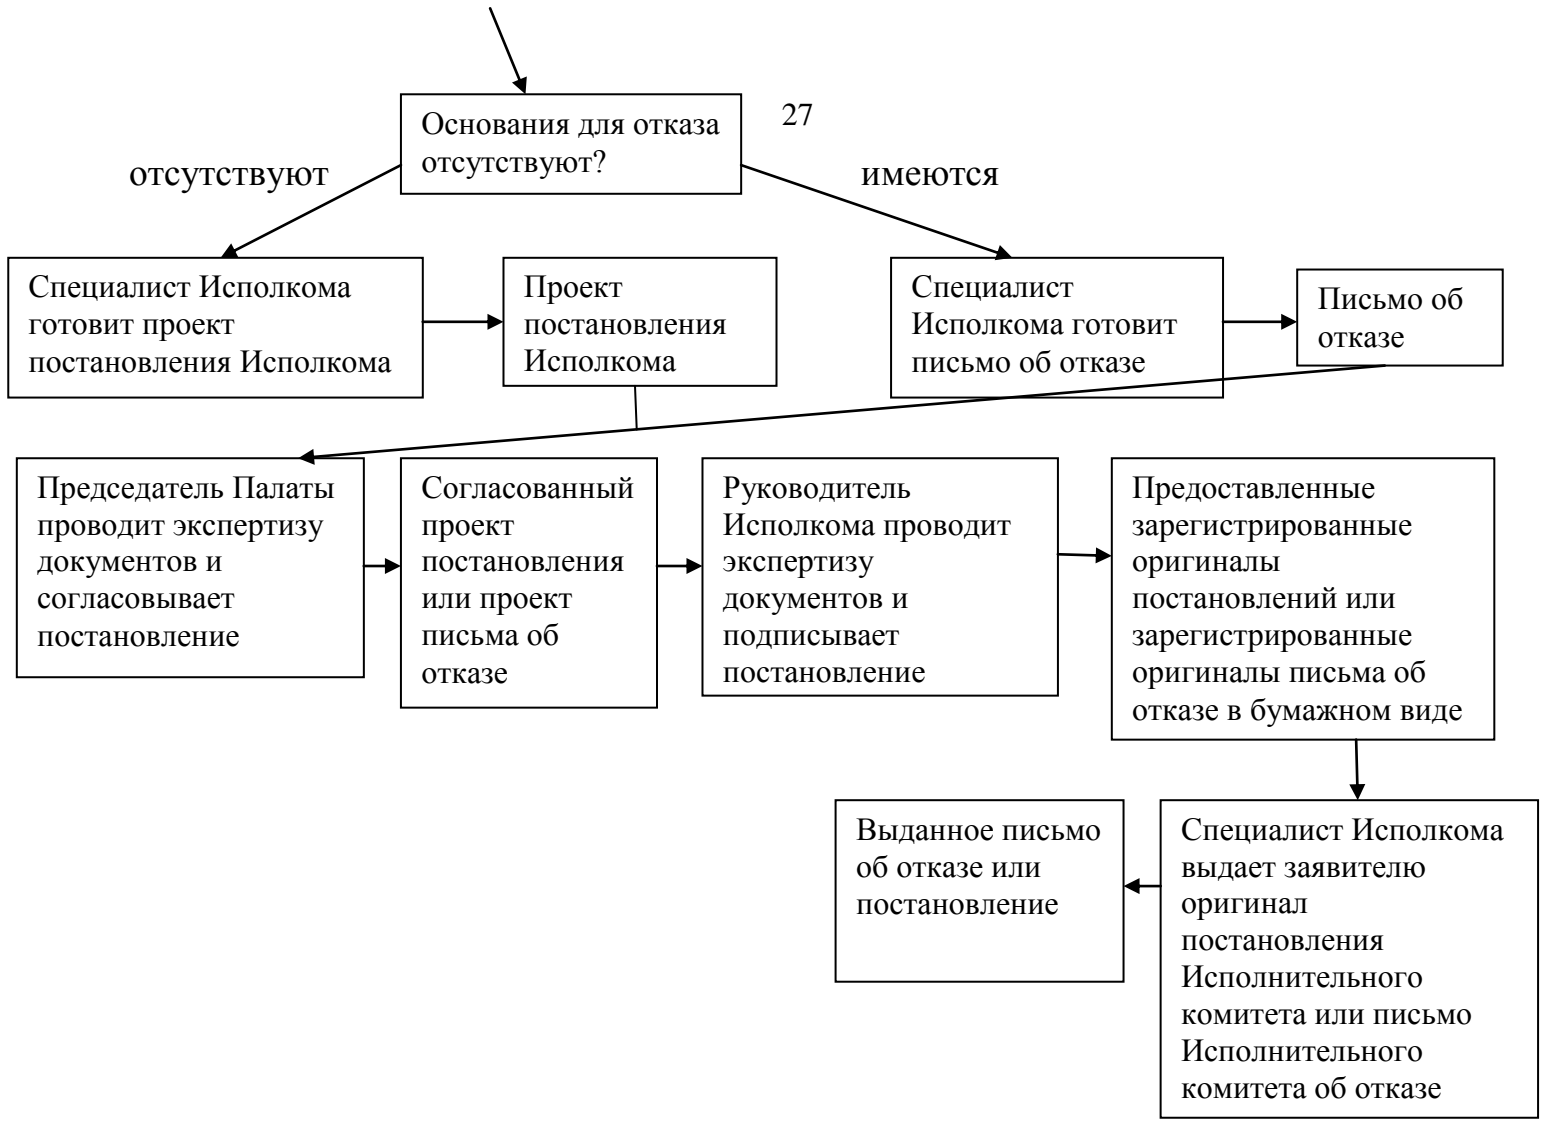 27
Основания для отказа
отсутствуют?
отсутствуют
имеются
Специалист Исполкома
готовит проект
постановления Исполкома
Проект
постановления
Исполкома
Специалист
Исполкома готовит
письмо об отказе
Письмо об
отказе
Председатель Палаты
проводит экспертизу
документов и
согласовывает
постановление
Согласованный
проект
постановления
или проект
письма об
отказе
Руководитель
Исполкома проводит
экспертизу
документов и
подписывает
постановление
Предоставленные
зарегистрированные
оригиналы
постановлений или
зарегистрированные
оригиналы письма об
отказе в бумажном виде
Выданное письмо
об отказе или
постановление
Специалист Исполкома
выдает заявителю
оригинал
постановления
Исполнительного
комитета или письмо
Исполнительного
комитета об отказе